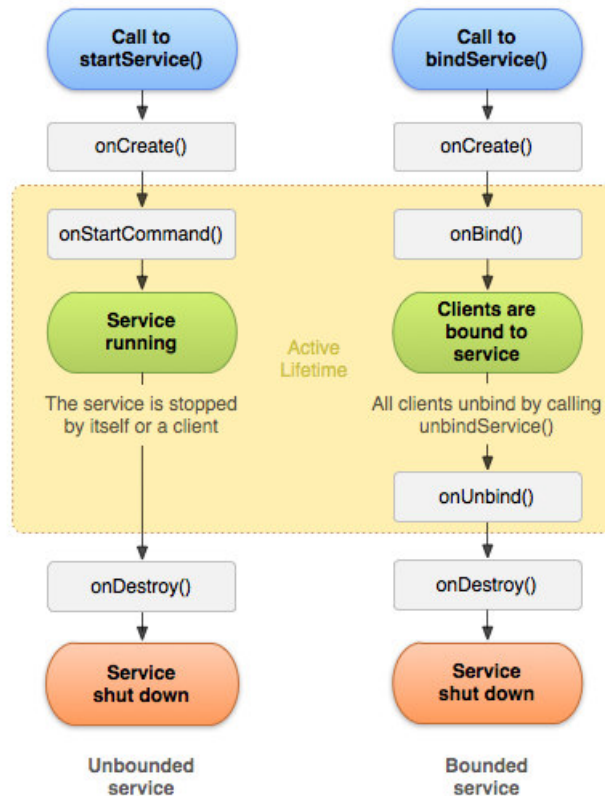 Call to
startService()
onCreate()
onStartCommand()
Service
running
The service is stopped
by itself or a client
onDestroy()
Service
shut down
Unbounded
service
Active
Lifetime
Call to
bindService()
onCreate()
onBind()
Clients are
bound to
service
All clients unbind by calling
unbindService()
onUnbind()
onDestroy()
Service
shut down
Bounded
service